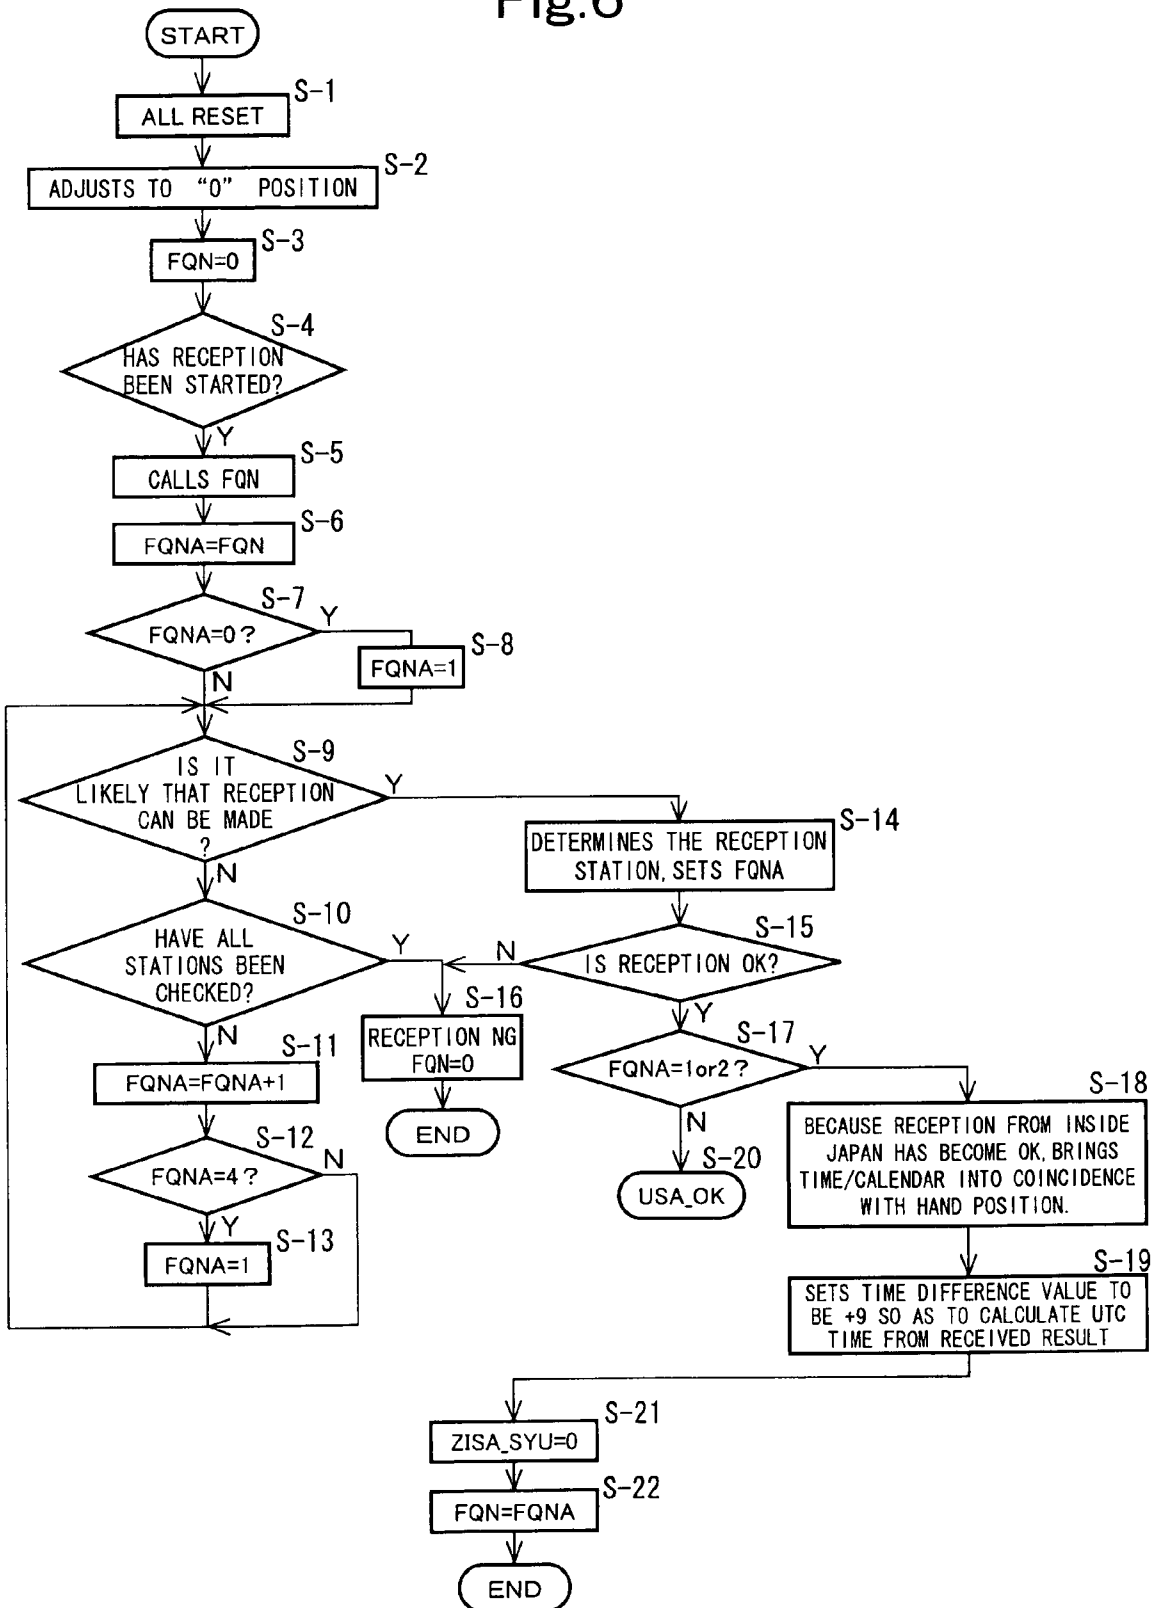 Fig.6
START
S-1
ALL RESET
S-2
ADJUSTS TO "0" POSITION
S-3
FQN=0
S-4
HAS RECEPTION
BEEN STARTED?
Y
S-5
CALLS FQN
S-6
FQNA=FQN
S-7
Y
FQNA=0?
S-8
FQNA=1
N
S-9
IS IT
LIKELY THAT RECEPTION
CAN BE MADE
?
Y
N
S-14
DETERMINES THE RECEPTION
STATION, SETS FQNA
S-10
HAVE ALL
STATIONS BEEN
CHECKED?
Y
N
S-15
IS RECEPTION OK?
N
Y
S-16
RECEPTION NG
FQN=0
END
S-11
FQNA=FQNA+1
S-12
FQNA=4?
N
Y
S-13
FQNA=1
S-17
FQNA=1or2?
Y
N
S-20
USA_OK
S-18
BECAUSE RECEPTION FROM INSIDE
JAPAN HAS BECOME OK, BRINGS
TIME/CALENDAR INTO COINCIDENCE
WITH HAND POSITION.
S-19
SETS TIME DIFFERENCE VALUE TO
BE +9 SO AS TO CALCULATE UTC
TIME FROM RECEIVED RESULT
S-21
ZISA_SYU=0
S-22
FQN=FQNA
END